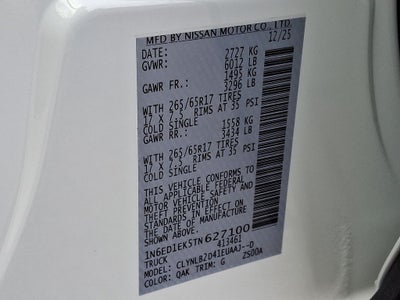 MFD BY NISSAN MOTOR CO., LTD.
DATE: 12/25
GVWR: 2727 KG
6012 LB
GAWR FR.: 1495 KG
3296 LB
WITH 265/65R17 TIRES
17 X 7.5 RIMS AT 35 PSI
COLD SINGLE
GAWR RR.: 1558 KG
3434 LB
WITH 265/65R17 TIRES
17 X 7.5 RIMS AT 35 PSI
COLD SINGLE
THIS VEHICLE CONFORMS TO
ALL APPLICABLE FEDERAL
MOTOR VEHICLE SAFETY AND
THEFT PREVENTION
STANDARDS IN EFFECT ON
THE DATE OF MANUFACTURE
1N6ED1EK5TN627100
TRUCK 413461
MODEL: CLYNLB2D41EUAAJ--D
COLOR: QAK TRIM: G ZS00A